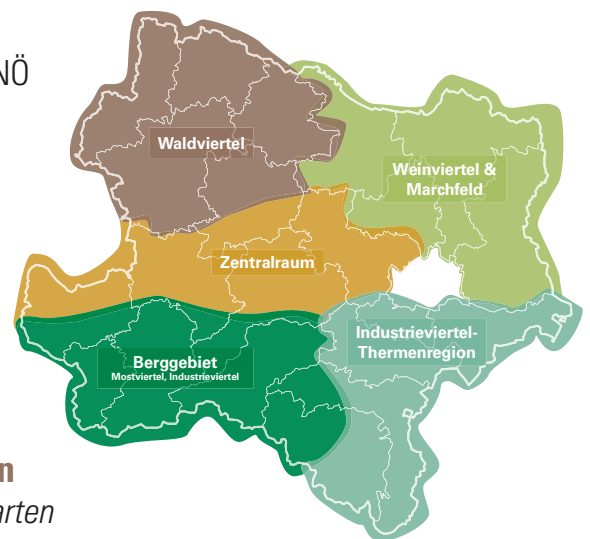 NÖ
Waldviertel
Weinviertel &
Marchfeld
Zentralraum
Industrieviertel-
Thermenregion
Berggebiet
Mostviertel, Industrieviertel
n
arten